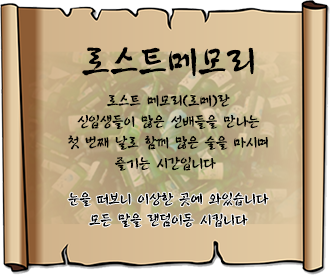 로스트메모리
로스트 메모리(로메)란
신입생들이 많은 선배들을 만나는
첫 번째 날로 함께 많은 술을 마시며
즐기는 시간입니다
눈을 떠보니 이상한 곳에 와있습니다
모든 말을 랜덤이동 시킵니다